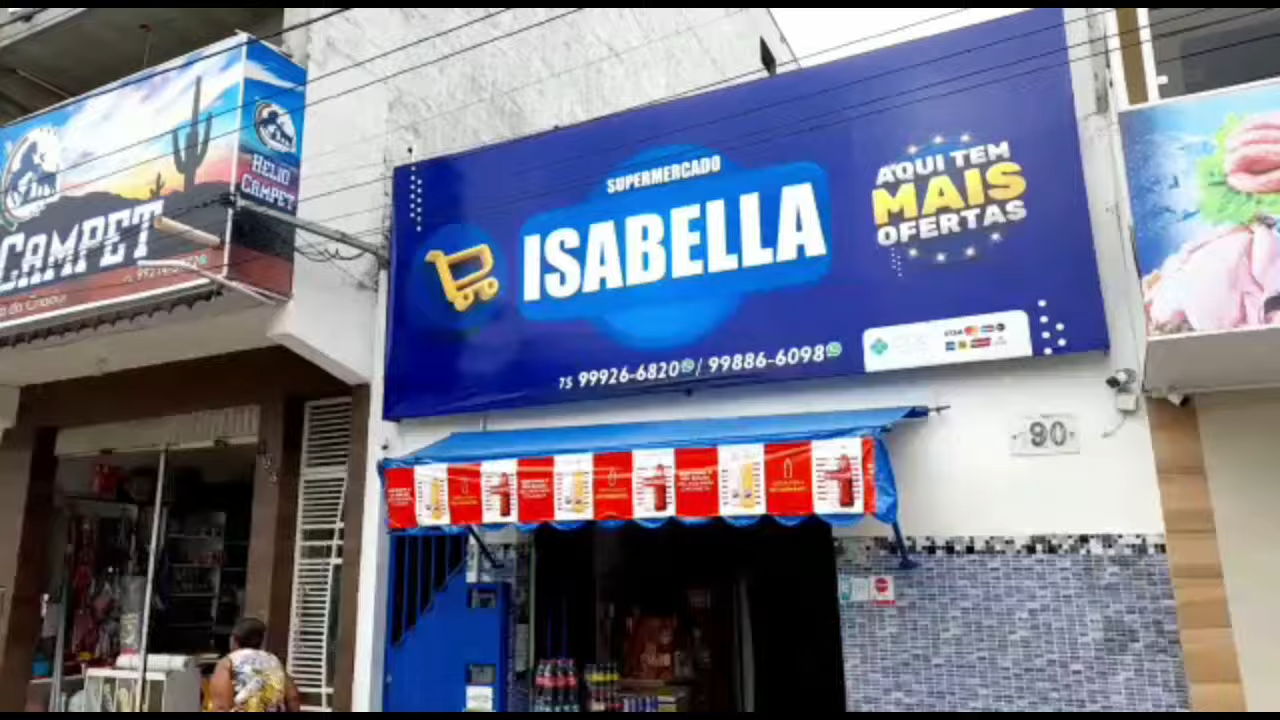 HELIO
CAMPET
CAMPET
SUPERMERCADO
ISABELLA
AQUI TEM
MAIS
OFERTAS
75 99926-6820 / 99886-6098
VISA
90